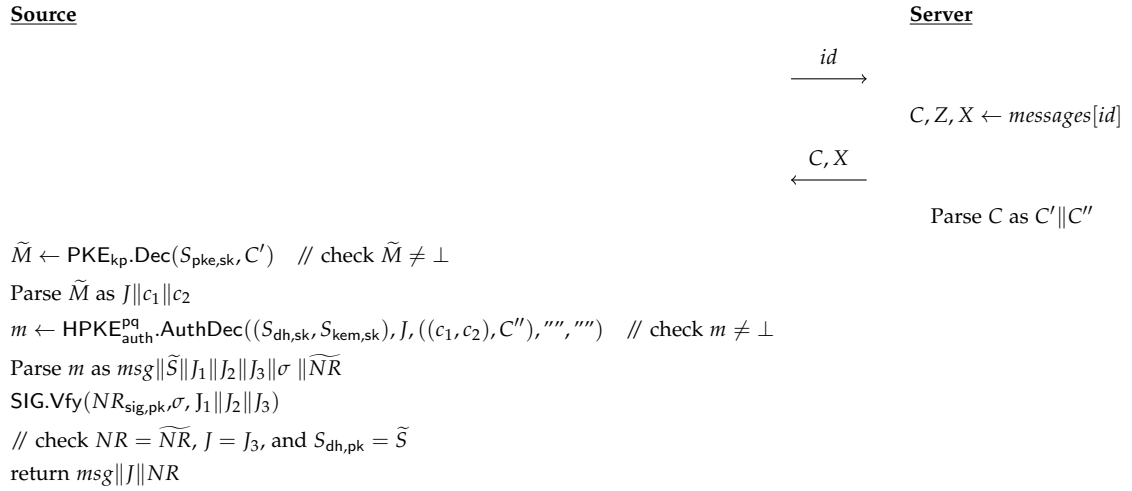 Source Server
id
C, Z, X ← messages[id]
C, X
Parse C as C′∥C″
M̃ ← PKE_kp.Dec(S_pke,sk, C′) // check M̃ ≠ ⊥
Parse M̃ as J∥c₁∥c₂
m ← HPKE^pq_auth.AuthDec((S_dh,sk, S_kem,sk), J, ((c₁, c₂), C″), ″″, ″″) // check m ≠ ⊥
Parse m as msg∥S̃∥J₁∥J₂∥J₃∥σ ∥ÑR̃
SIG.Vfy(NR_sig,pk,σ, J₁∥J₂∥J₃)
// check NR = ÑR̃, J = J₃, and S_dh,pk = S̃
return msg∥J∥NR